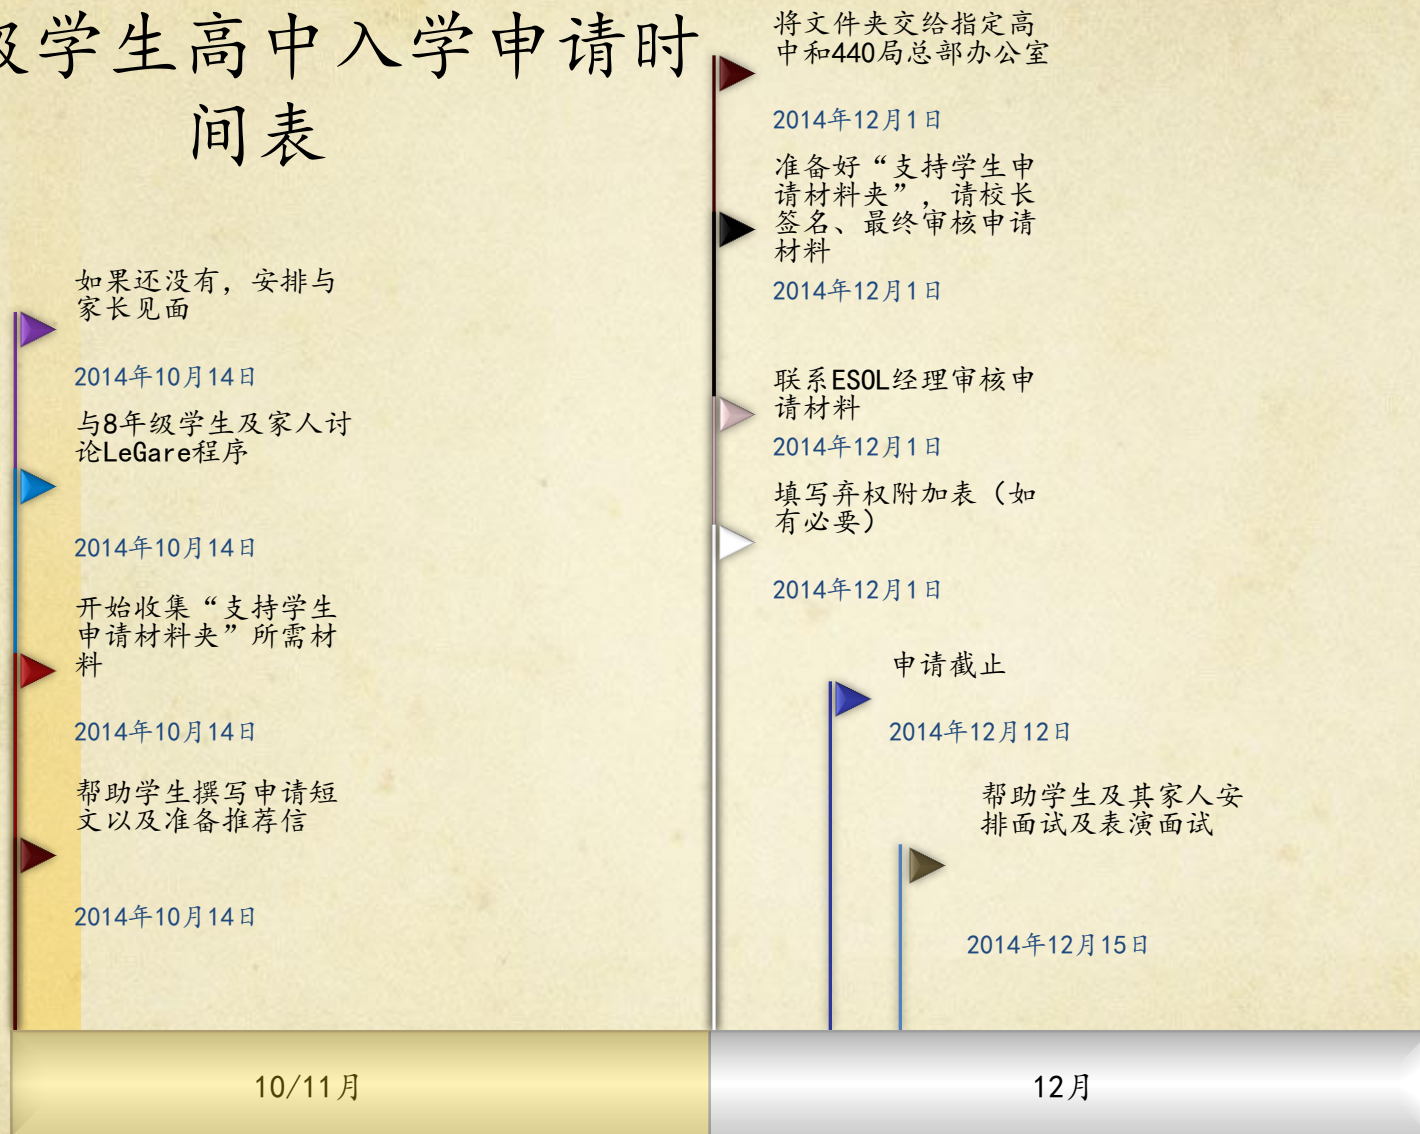 级学生高中入学申请时
间表
如果还没有，安排与
家长见面
2014年10月14日
与8年级学生及家人讨
论LeGare程序
2014年10月14日
开始收集“支持学生
申请材料夹”所需材
料
2014年10月14日
帮助学生撰写申请短
文以及准备推荐信
2014年10月14日
10/11月
将文件夹交给指定高
中和440局总部办公室
2014年12月1日
准备好“支持学生申
请材料夹”，请校长
签名、最终审核申请
材料
2014年12月1日
联系ESOL经理审核申
请材料
2014年12月1日
填写弃权附加表（如
有必要）
2014年12月1日
申请截止
2014年12月12日
帮助学生及其家人安
排面试及表演面试
2014年12月15日
12月